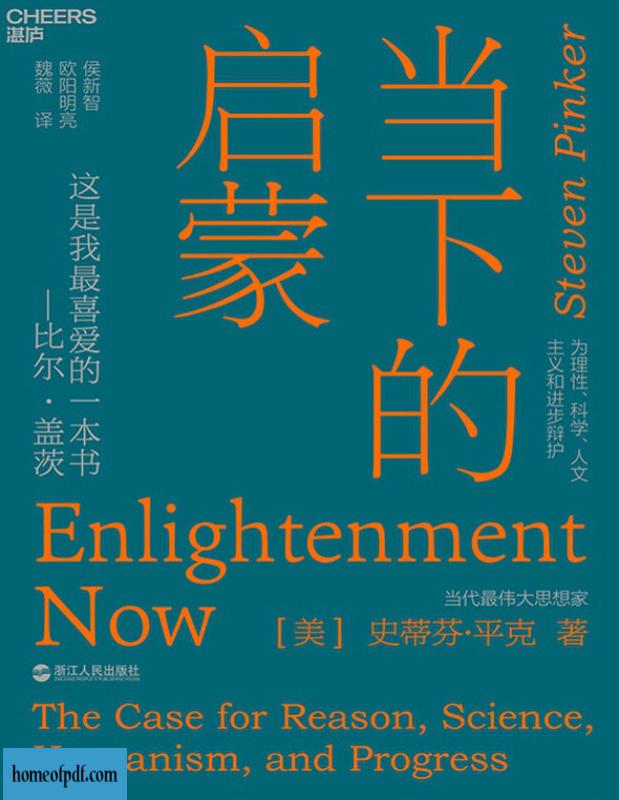 CHEERS
湛庐
当下的
启蒙
Steven Pinker
为理性、科学、人文
主义和进步辩护
侯新智
欧阳明亮
魏薇 译
这是我最喜爱的一本书
—比尔·盖茨
Enlightenment
Now
当代最伟大思想家
[美] 史蒂芬·平克 著
浙江人民出版社
ZHEJIANG PEOPLE'S PUBLISHING HOUSE
The Case for Reason, Science,
and Progress
homeofpdf.com